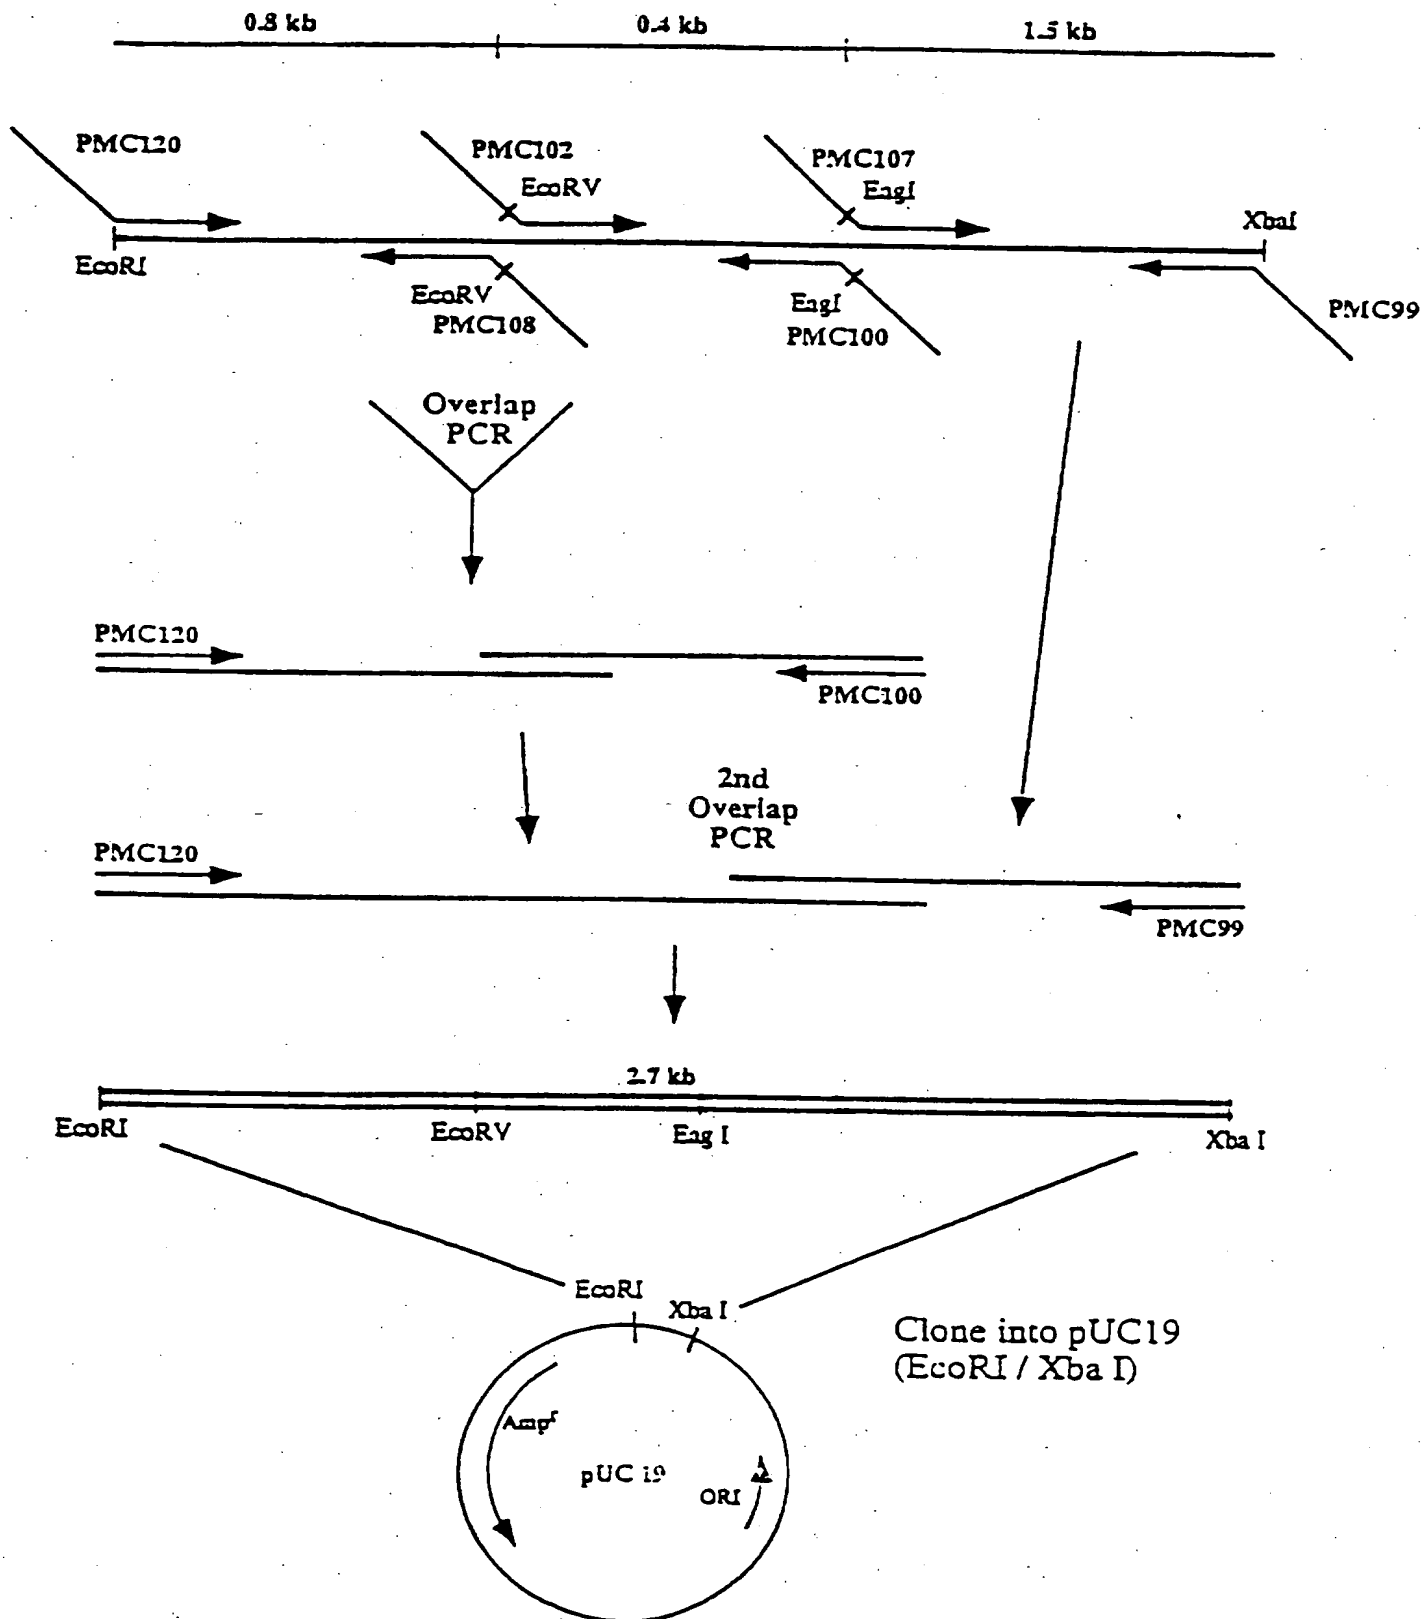 0.8 kb 0.4 kb 1.5 kb
PMC120
PMC102
EcoRV
PMC107
EagI
XbaI
EcoRI
EcoRV
PMC108
EagI
PMC100
PMC99
Overlap
PCR
PMC120
PMC100
2nd
Overlap
PCR
PMC120
PMC99
2.7 kb
EcoRI EcoRV Eag I Xba I
EcoRI
Xba I
Clone into pUC19
(EcoRI / Xba I)
Ampr
pUC 19
ORI